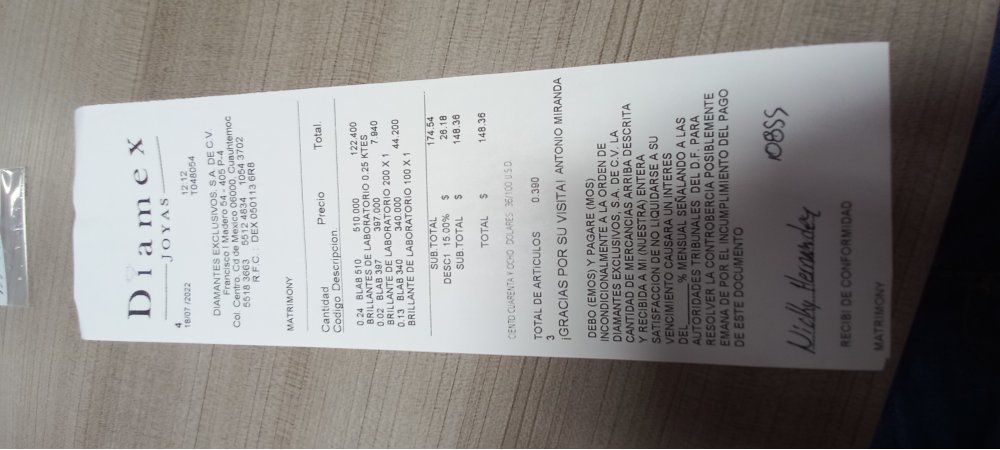 Diamex
JOYAS
4
18/07/2022 12:12
T048054
DIAMANTES EXCLUSIVOS, S.A. DE C.V.
Francisco I Madero 54 - 405 P-4
Col. Centro, Cd de Mexico 06000, Cuauhtemoc
5518 3663 5512 4834 1054 3702
R.F.C. : DEX 050113 6R8
MATRIMONY
Cantidad Precio Total.
Codigo Descripcion
0.24 BLAB 510 510.000 122.400
BRILLANTES DE LABORATORIO 0.25 KTES
0.02 BLAB 397 397.000 7.940
BRILLANTE DE LABORATORIO 200 X 1
0.13 BLAB 340 340.000 44.200
BRILLANTE DE LABORATORIO 100 X 1
SUB.TOTAL 174.54
DESC1 15.00% $ 26.18
SUB.TOTAL $ 148.36
TOTAL $ 148.36
CIENTO CUARENTA Y OCHO DOLARES 36/100 U.S.D.
TOTAL DE ARTICULOS 0.390
3
¡GRACIAS POR SU VISITA! ANTONIO MIRANDA
DEBO (EMOS) Y PAGARE (MOS)
INCONDICIONALMENTE A LA ORDEN DE
DIAMANTES EXCLUSIVOS, S.A. DE C.V. LA
CANTIDAD DE MERCANCIAS ARRIBA DESCRITA
Y RECIBIDA A MI (NUESTRA) ENTERA
SATISFACCION DE NO LIQUIDARSE A SU
VENCIMIENTO CAUSARA UN INTERES
DEL % MENSUAL SEÑALANDO A LAS
AUTORIDADES TRIBUNALES DEL D.F. PARA
RESOLVER LA CONTROBERCIA POSIBLEMENTE
EMANA DE POR EL INCUMPLIMIENTO DEL PAGO
DE ESTE DOCUMENTO
10855
Nichy Hernandez
RECIBI DE CONFORMIDAD
MATRIMONY